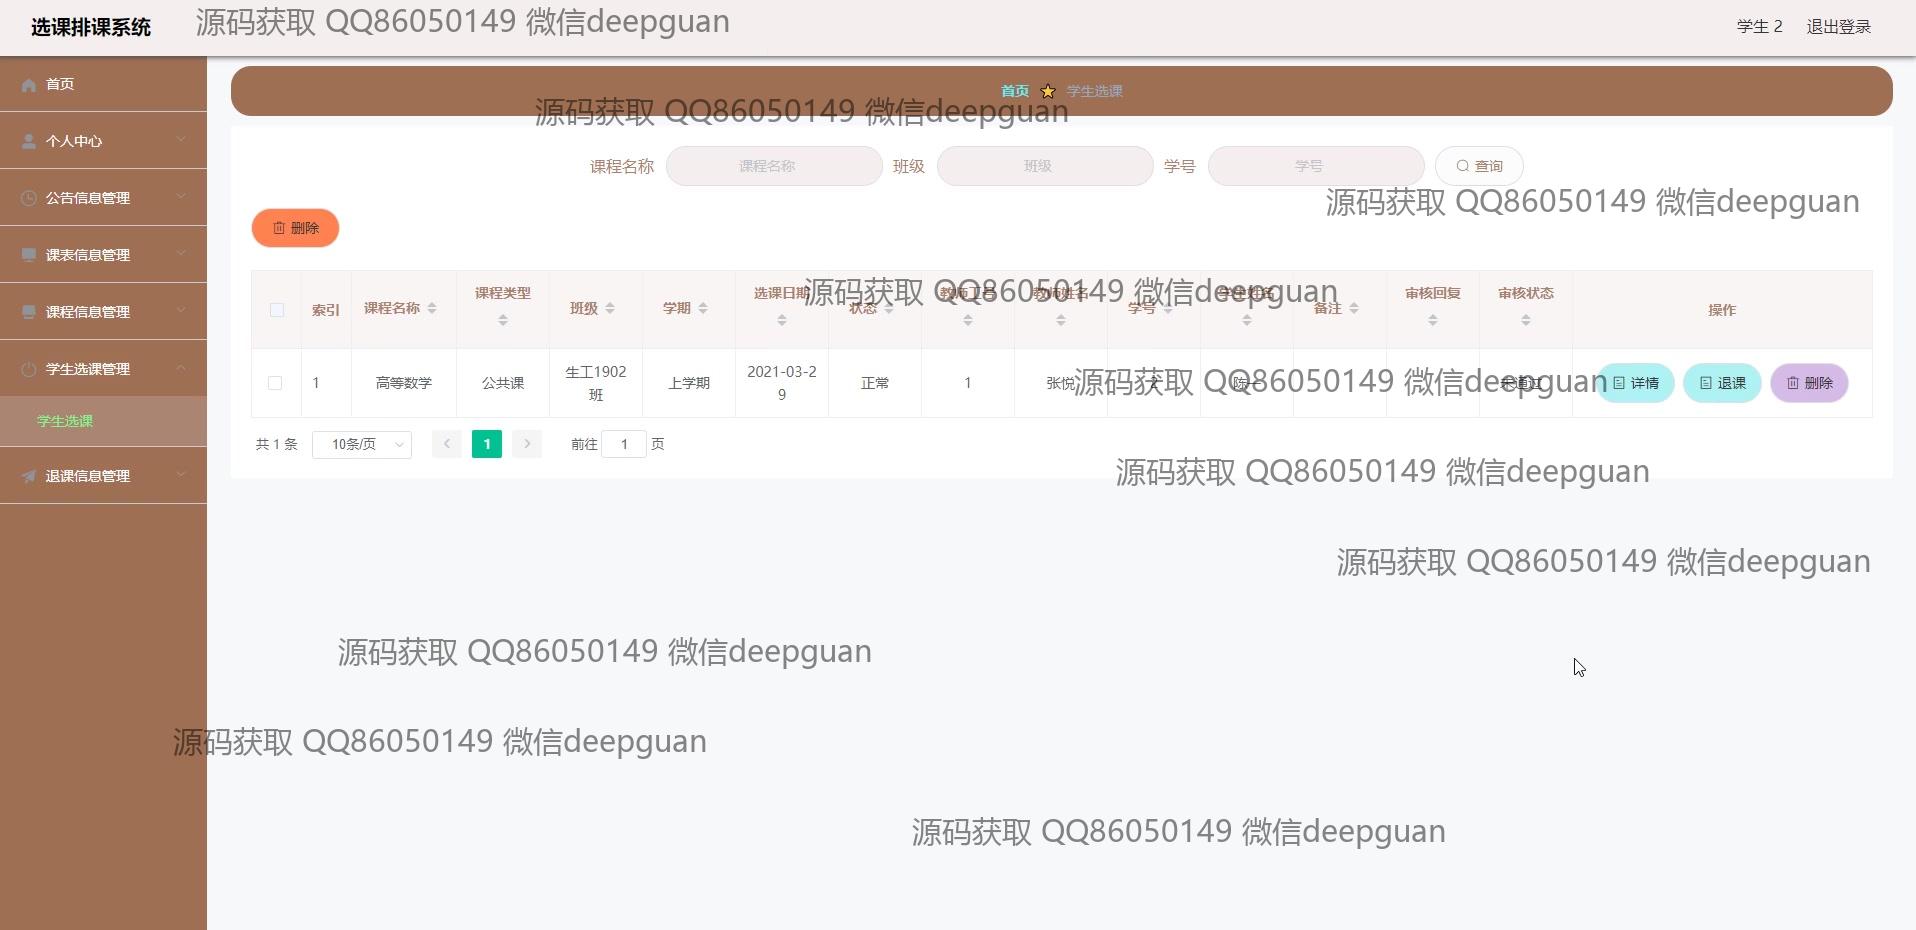 选课排课系统
源码获取 QQ86050149 微信deepguan
学生 2
退出登录
首页
个人中心
公告信息管理
课表信息管理
课程信息管理
学生选课管理
学生选课
退课信息管理
首页
学生选课
源码获取 QQ86050149 微信deepguan
课程名称
课程名称
班级
班级
学号
学号
查询
源码获取 QQ86050149 微信deepguan
删除
索引
课程名称
课程类型
班级
学期
选课日期
状态
教师工号
教师姓名
学号
学生姓名
备注
审核回复
审核状态
操作
源码获取 QQ86050149 微信deepguan
1
高等数学
公共课
生工1902
班
上学期
2021-03-2
9
正常
1
张悦
2
陈一
未通过
详情
退课
删除
源码获取 QQ86050149 微信deepguan
共 1 条
10条/页
1
前往
1
页
源码获取 QQ86050149 微信deepguan
源码获取 QQ86050149 微信deepguan
源码获取 QQ86050149 微信deepguan
源码获取 QQ86050149 微信deepguan
源码获取 QQ86050149 微信deepguan